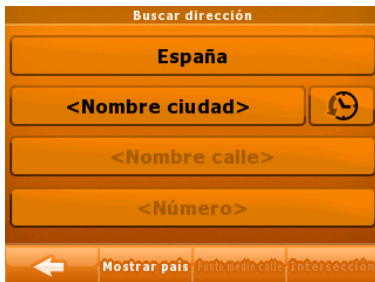 Buscar dirección
España
<Nombre ciudad>
<Nombre calle>
<Número>
Mostrar país Punto medio calle Intersección